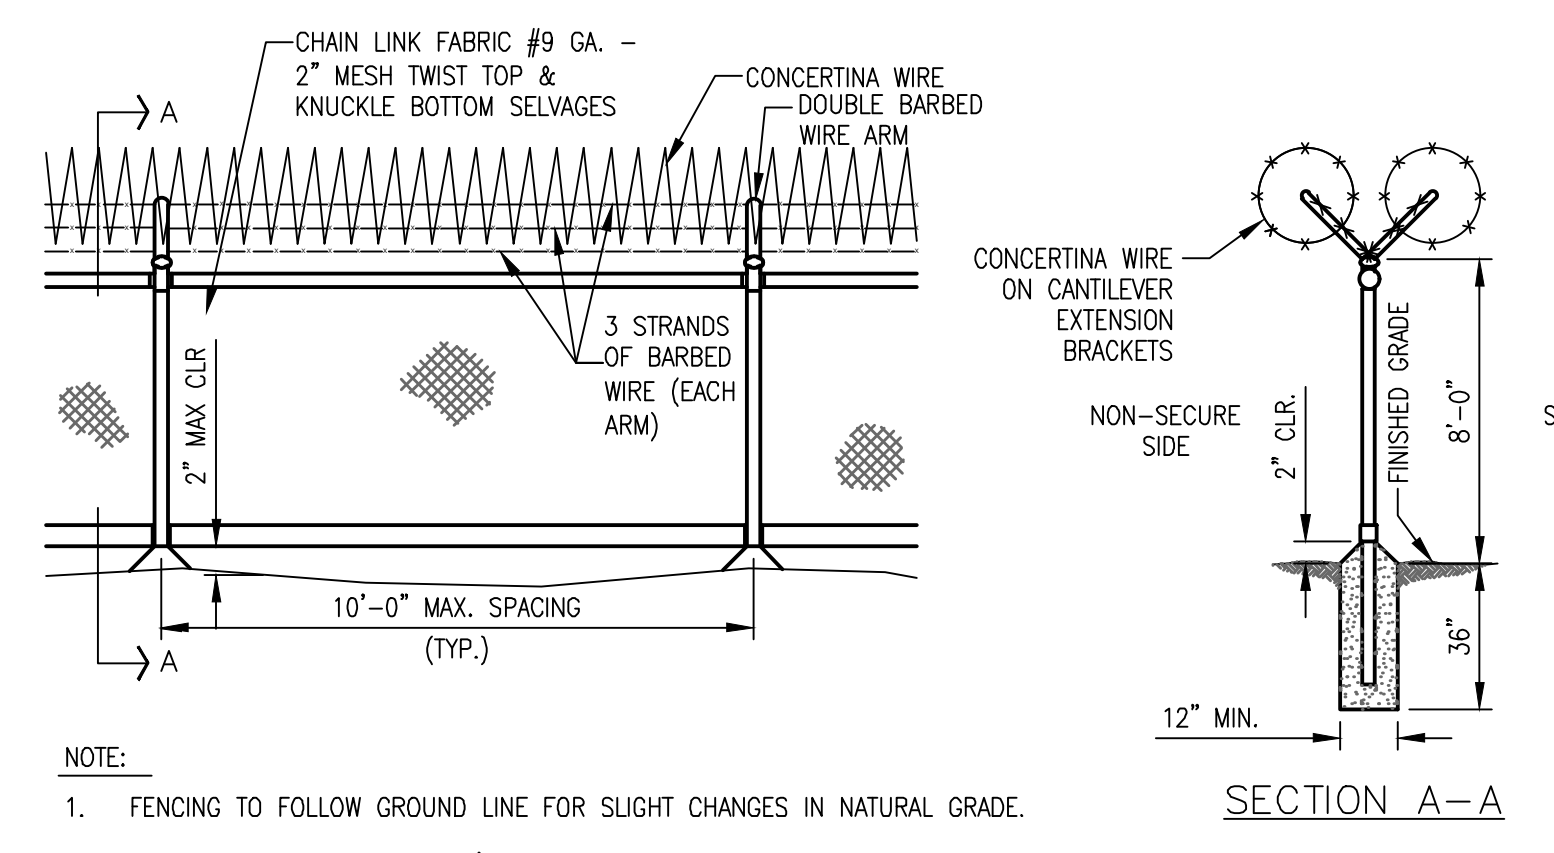 CHAIN LINK FABRIC #9 GA. –
2" MESH TWIST TOP &
KNUCKLE BOTTOM SELVAGES
CONCERTINA WIRE
DOUBLE BARBED
WIRE ARM
A
3 STRANDS
OF BARBED
WIRE (EACH
ARM)
2" MAX CLR
10'-0" MAX. SPACING
(TYP.)
A
CONCERTINA WIRE
ON CANTILEVER
EXTENSION
BRACKETS
NON-SECURE
SIDE
2" CLR.
FINISHED GRADE
8'-0"
S
36"
12" MIN.
SECTION A-A
NOTE:
1. FENCING TO FOLLOW GROUND LINE FOR SLIGHT CHANGES IN NATURAL GRADE.